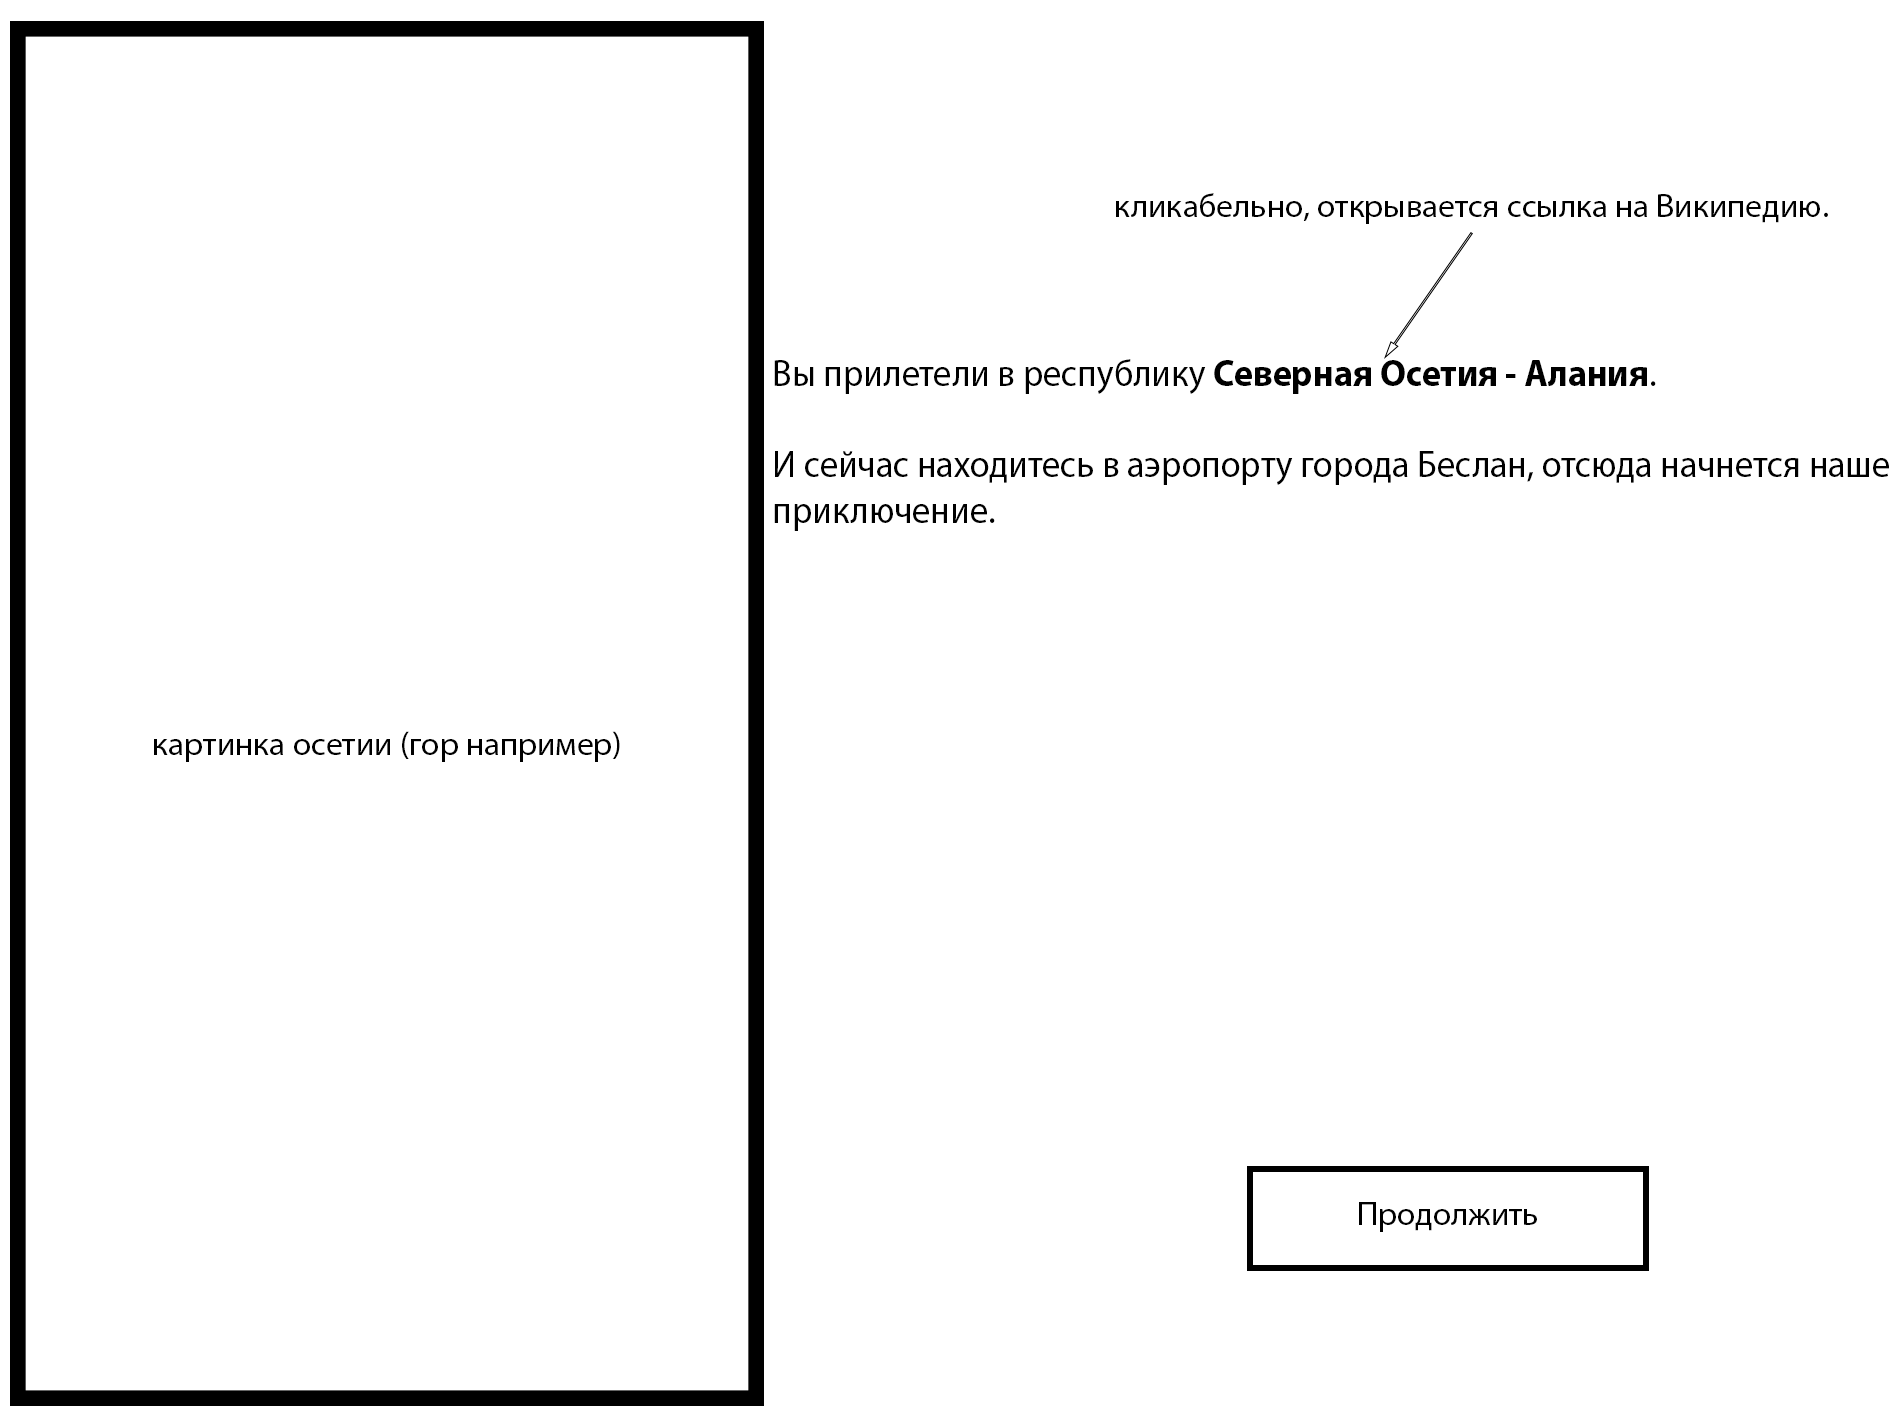 кликабельно, открывается ссылка на Википедию.
Вы прилетели в республику Северная Осетия - Алания.
И сейчас находитесь в аэропорту города Беслан, отсюда начнется наше
приключение.
картинка осетии (гор например)
Продолжить